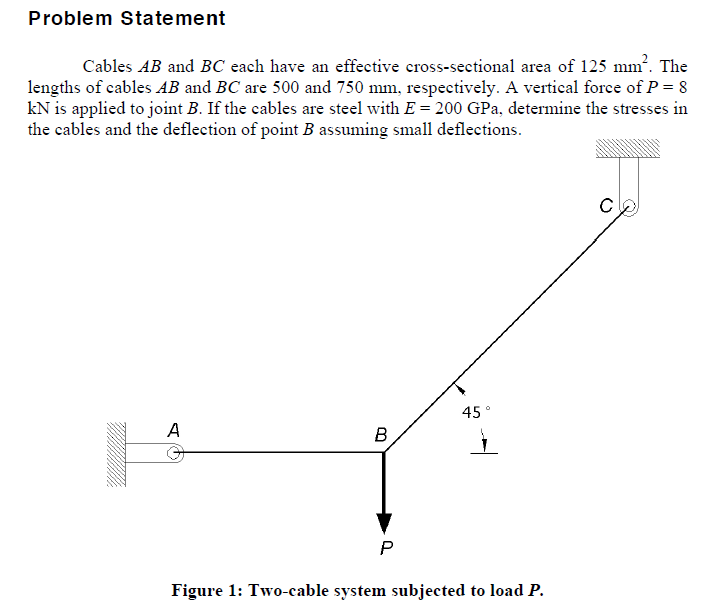 Problem Statement
Cables AB and BC each have an effective cross-sectional area of 125 mm². The
lengths of cables AB and BC are 500 and 750 mm, respectively. A vertical force of P = 8
kN is applied to joint B. If the cables are steel with E = 200 GPa, determine the stresses in
the cables and the deflection of point B assuming small deflections.
C
45°
A
B
P
Figure 1: Two-cable system subjected to load P.